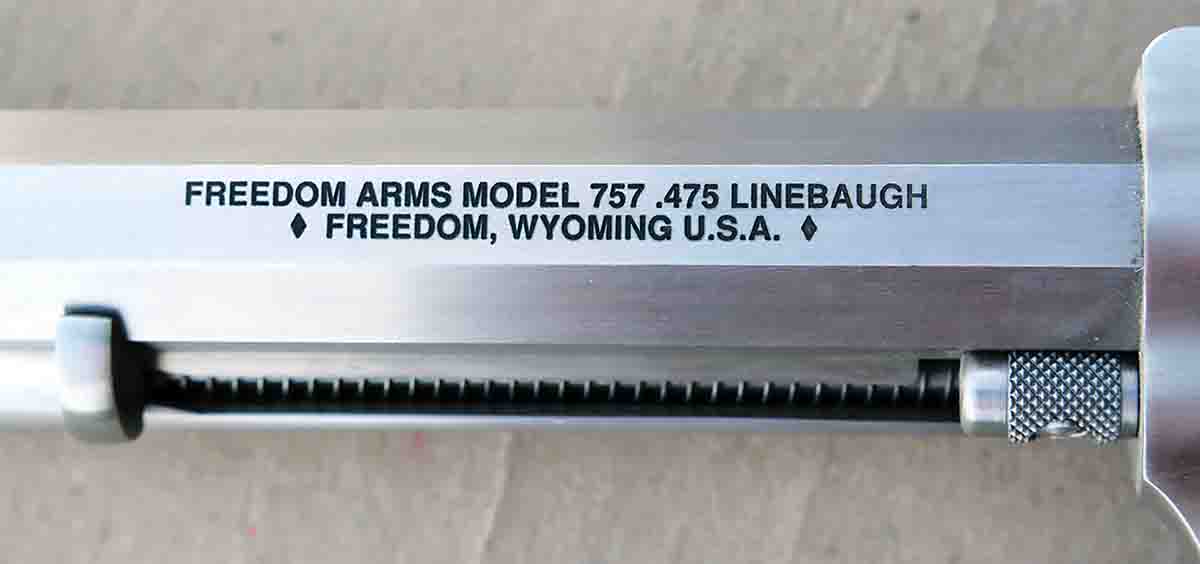 FREEDOM ARMS MODEL 757 .475 LINEBAUGH
♦ FREEDOM, WYOMING U.S.A. ♦